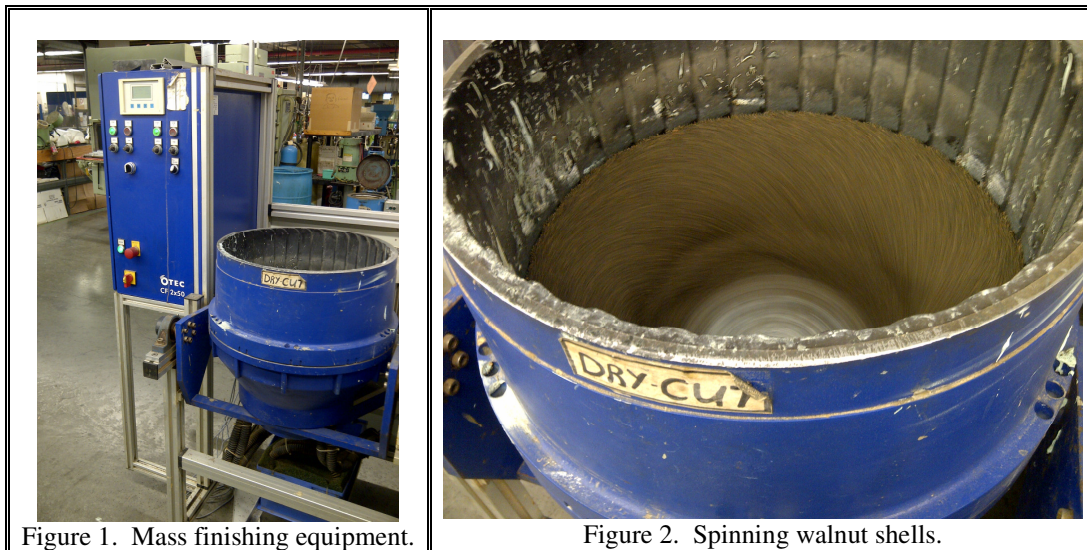 OTEC
CF 2x50
DRY-CUT
DRY-CUT
Figure 1. Mass finishing equipment.
Figure 2. Spinning walnut shells.